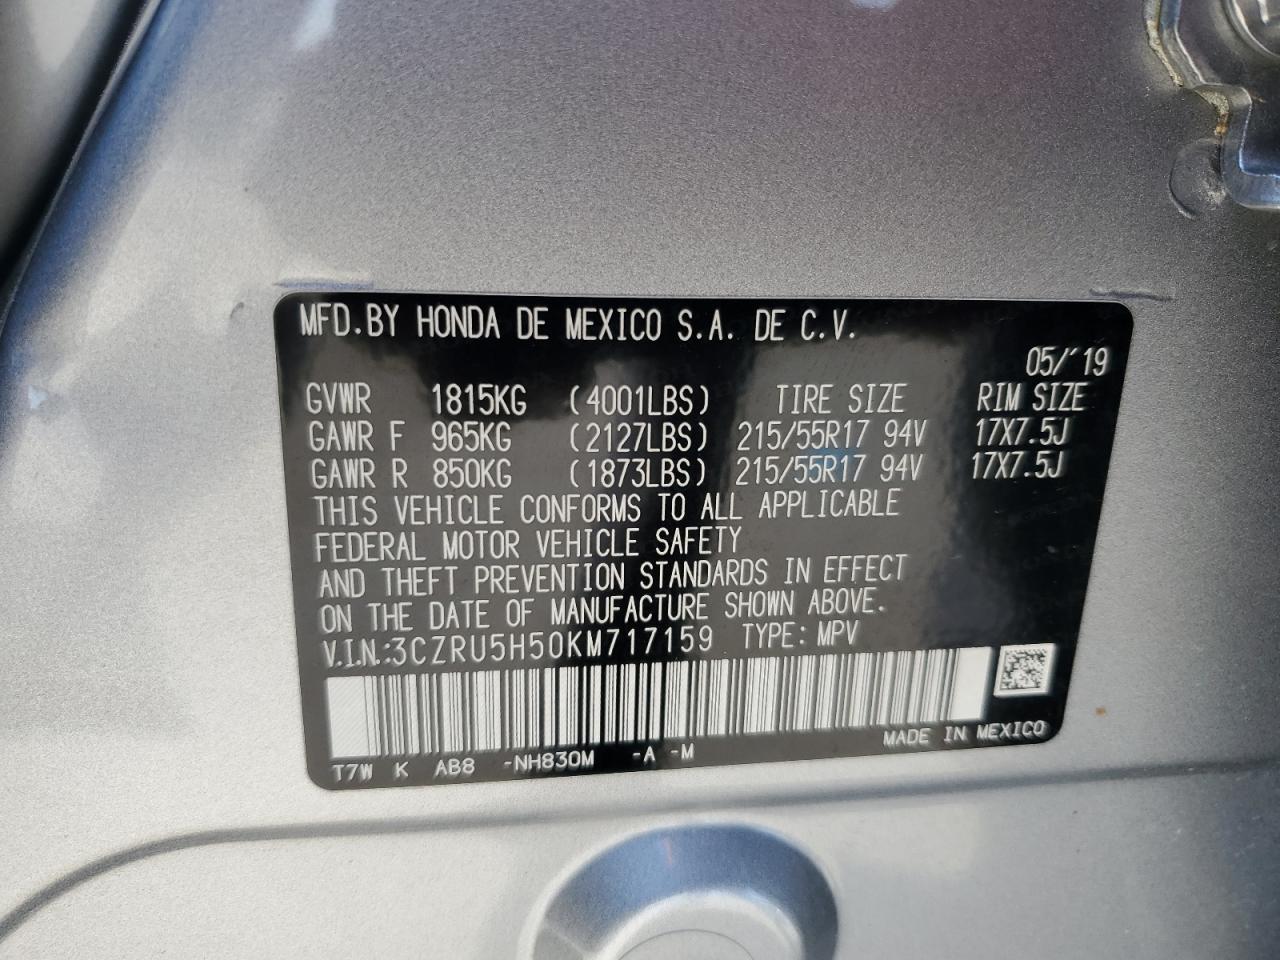 MFD.BY HONDA DE MEXICO S.A. DE C.V.
05/'19
GVWR 1815KG (4001LBS) TIRE SIZE RIM SIZE
GAWR F 965KG (2127LBS) 215/55R17 94V 17X7.5J
GAWR R 850KG (1873LBS) 215/55R17 94V 17X7.5J
THIS VEHICLE CONFORMS TO ALL APPLICABLE
FEDERAL MOTOR VEHICLE SAFETY
AND THEFT PREVENTION STANDARDS IN EFFECT
ON THE DATE OF MANUFACTURE SHOWN ABOVE.
V.I.N.:3CZRU5H50KM717159 TYPE: MPV
MADE IN MEXICO
T7W K AB8 -NH830M -A -M